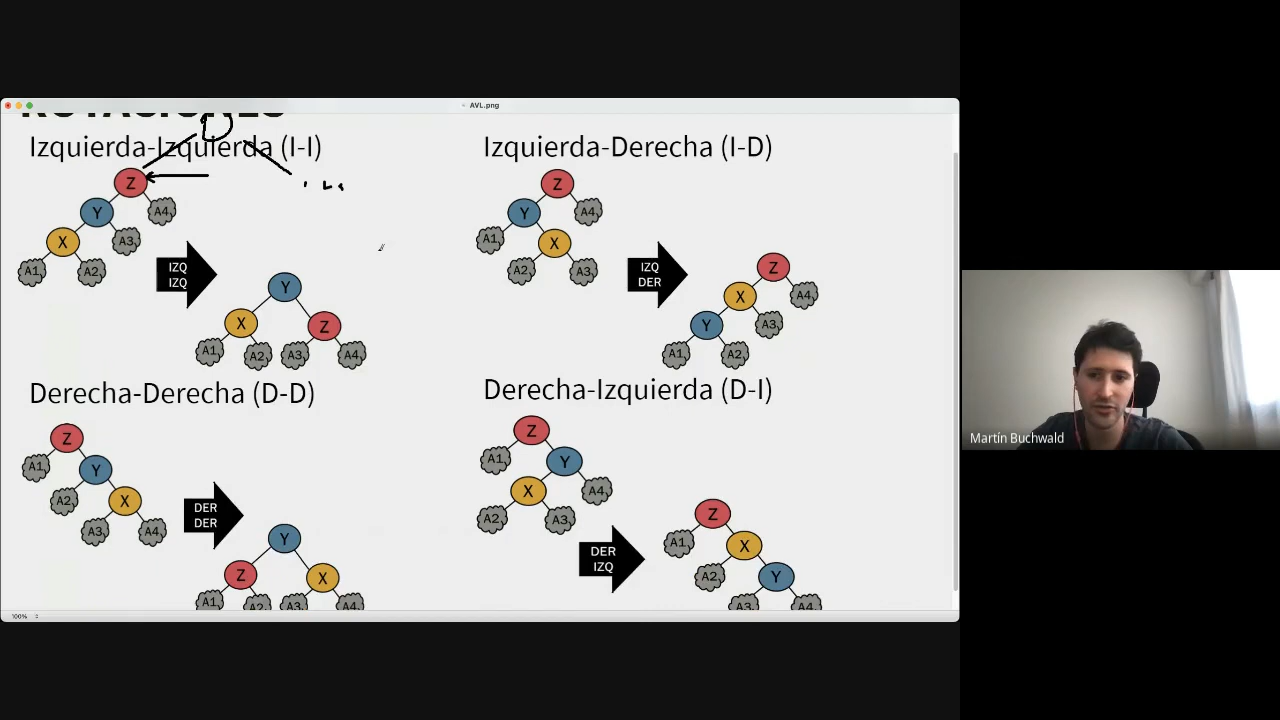 AVL.png
ROTACIONES
Izquierda-Izquierda (I-I)
Z
Y
A4
X
A3
A1
A2
IZQ
IZQ
Y
X
Z
A1
A2
A3
A4
Izquierda-Derecha (I-D)
Z
Y
A4
A1
X
A2
A3
IZQ
DER
Z
X
A4
Y
A3
A1
A2
Derecha-Derecha (D-D)
Z
A1
Y
A2
X
A3
A4
DER
DER
Y
Z
X
A1
A2
A3
A4
Derecha-Izquierda (D-I)
Z
A1
Y
X
A4
A2
A3
DER
IZQ
Z
A1
X
A2
Y
A3
A4
100%
Martín Buchwald